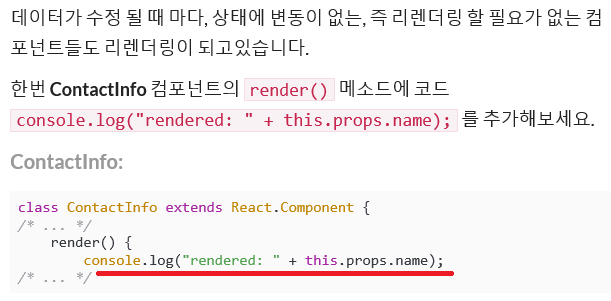 데이터가 수정 될 때 마다, 상태에 변동이 없는, 즉 리렌더링 할 필요가 없는 컴
포넌트들도 리렌더링이 되고있습니다.
한번 ContactInfo 컴포넌트의 render() 메소드에 코드
console.log("rendered: " + this.props.name); 를 추가해보세요.
ContactInfo:
class ContactInfo extends React.Component {
/* ... */
    render() {
        console.log("rendered: " + this.props.name);
/* ... */